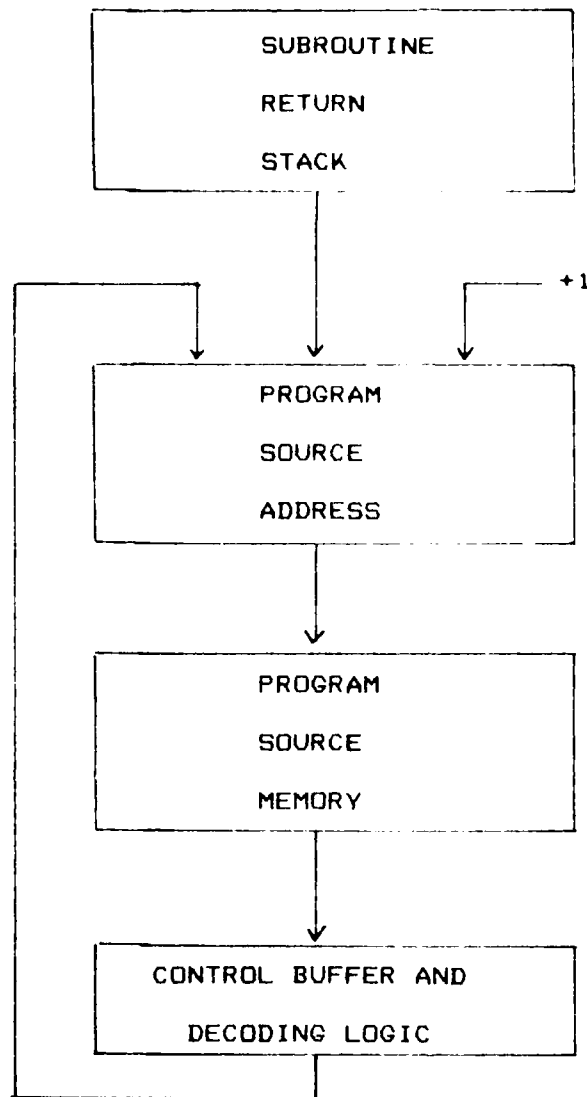 SUBROUTINE
RETURN
STACK
+1
PROGRAM
SOURCE
ADDRESS
PROGRAM
SOURCE
MEMORY
CONTROL BUFFER AND
DECODING LOGIC